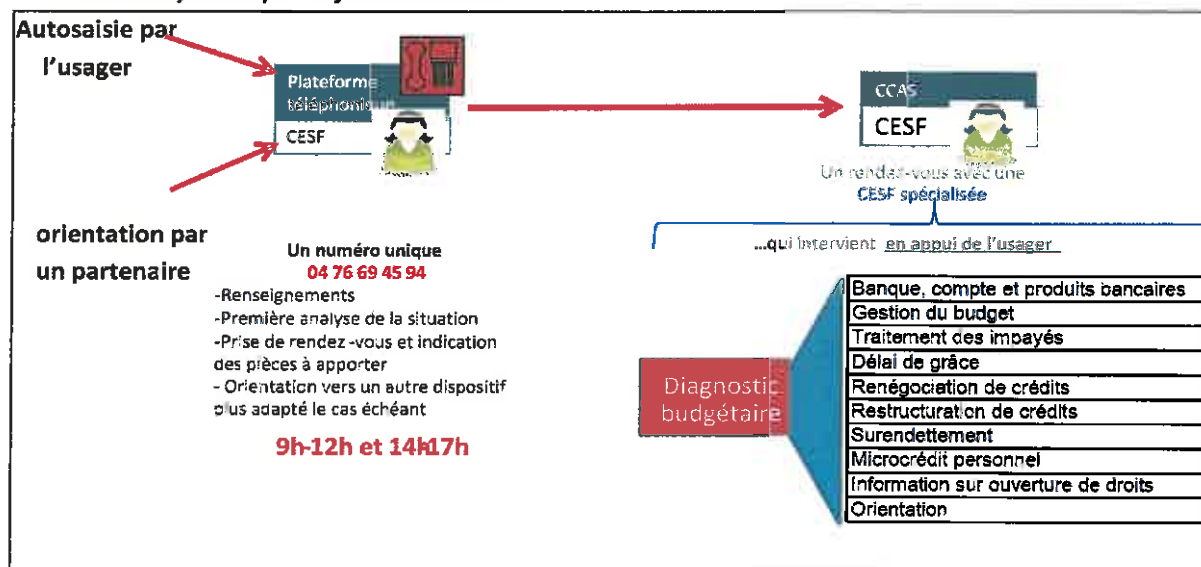 Autosaisie par
l'usager
Plateforme
téléphonique
CESF
orientation par
un partenaire
Un numéro unique
04 76 69 45 94
-Renseignements
-Première analyse de la situation
-Prise de rendez -vous et indication
des pièces à apporter
- Orientation vers un autre dispositif
plus adapté le cas échéant
9h-12h et 14h17h
CCAS
CESF
Un rendez-vous avec une
CESF spécialisée
...qui intervient en appui de l'usager
Diagnostic
budgétaire
Banque, compte et produits bancaires
Gestion du budget
Traitement des impayés
Délai de grâce
Renégociation de crédits
Restructuration de crédits
Surendettement
Microcrédit personnel
Information sur ouverture de droits
Orientation